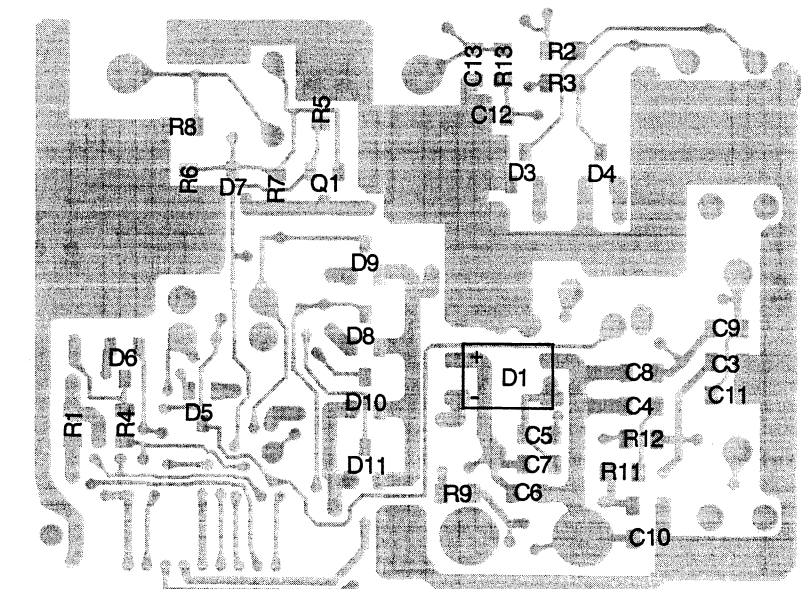 C13
R13
R2
R3
C12
R5
R8
R6
D7
R7
Q1
D3
D4
D9
D8
D6
D10
D5
R1
R4
D11
+
D1
-
C9
C8
C3
C11
C4
C5
R12
C7
R11
R9
C6
C10